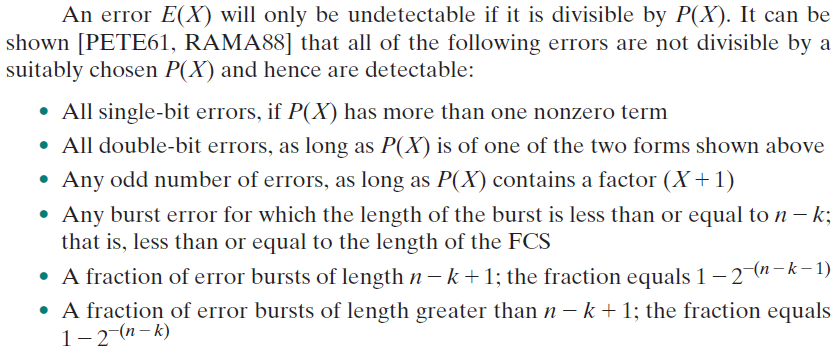 An error E(X) will only be undetectable if it is divisible by P(X). It can be
shown [PETE61, RAMA88] that all of the following errors are not divisible by a
suitably chosen P(X) and hence are detectable:
• All single-bit errors, if P(X) has more than one nonzero term
• All double-bit errors, as long as P(X) is of one of the two forms shown above
• Any odd number of errors, as long as P(X) contains a factor (X + 1)
• Any burst error for which the length of the burst is less than or equal to n − k;
that is, less than or equal to the length of the FCS
• A fraction of error bursts of length n − k + 1; the fraction equals 1 − 2^−(n − k − 1)
• A fraction of error bursts of length greater than n − k + 1; the fraction equals
1 − 2^−(n − k)